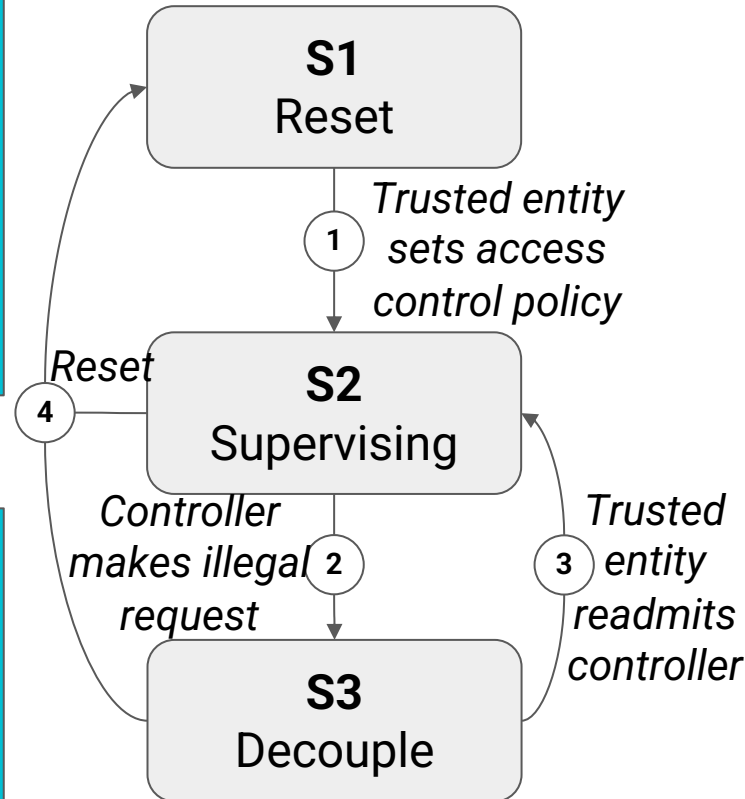 S1
Reset
1
Trusted entity
sets access
control policy
Reset
4
S2
Supervising
Controller
makes illegal
request
2
3
Trusted
entity
readmits
controller
S3
Decouple